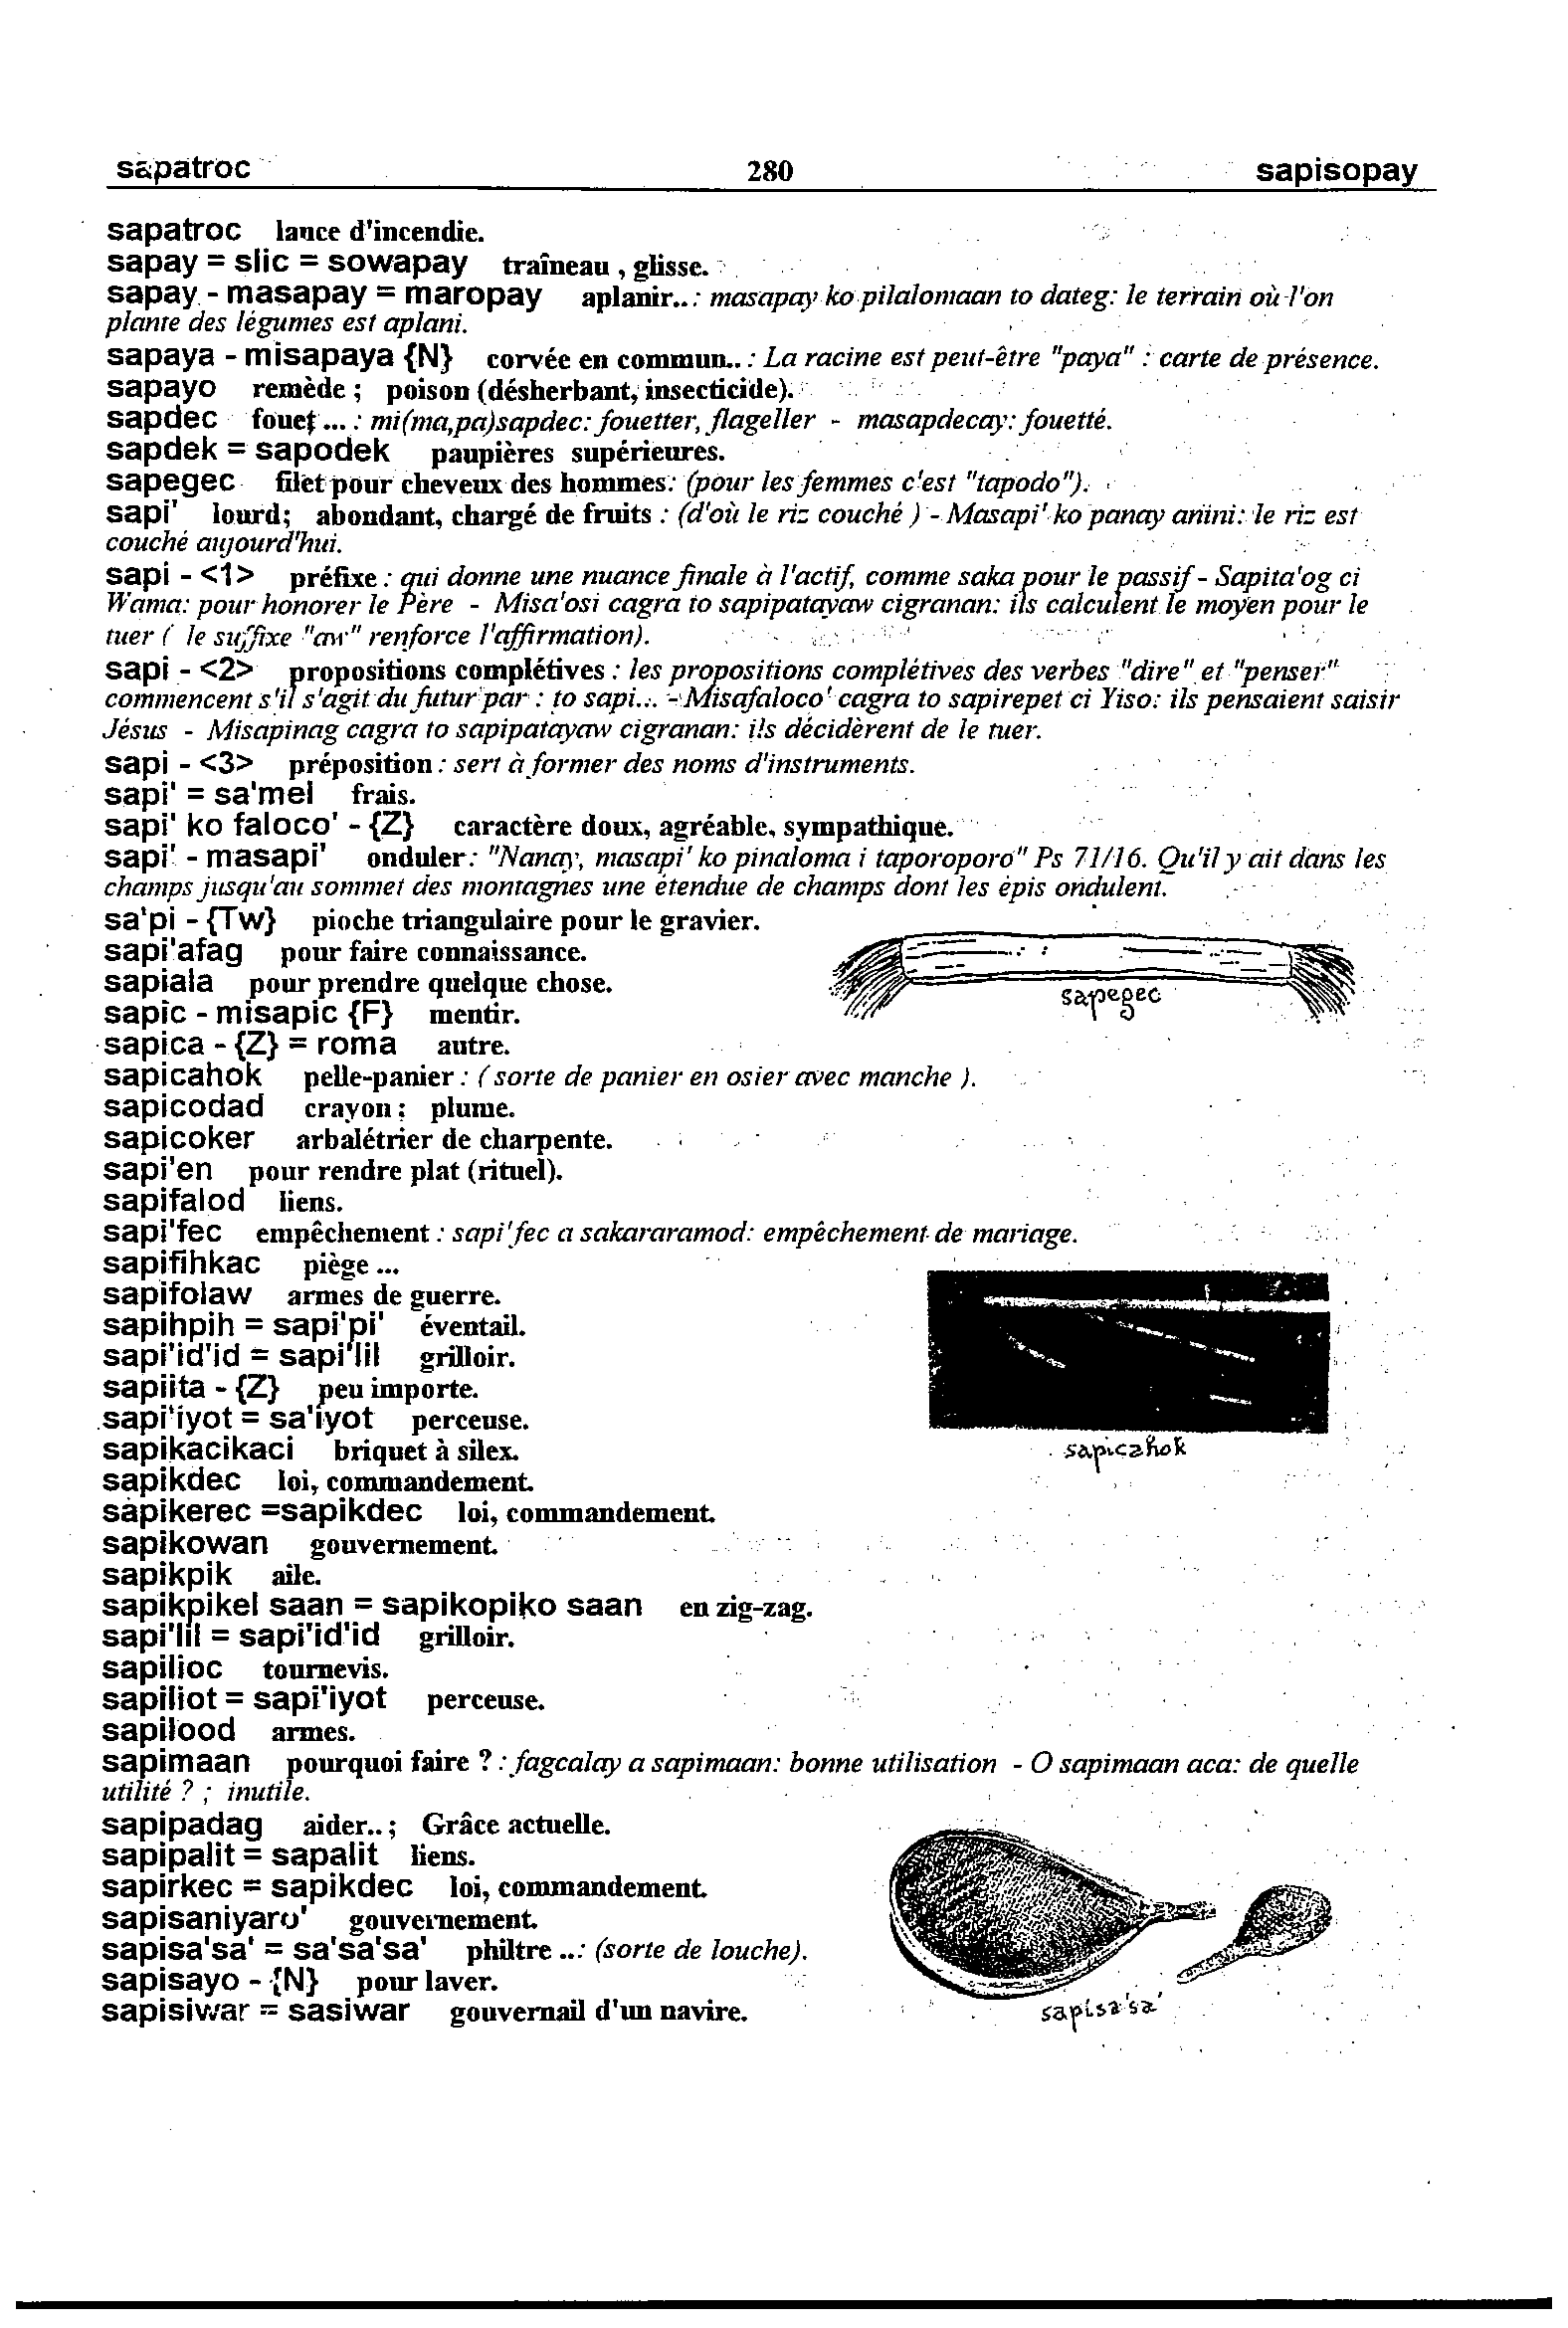 sapatroc 280 sapisopay
sapatroc lance d'incendie.
sapay = slic = sowapay traîneau , glisse.
sapay - masapay = maropay aplanir.. : masapay ko pilalomaan to dateg: le terrain où l'on
plante des légumes est aplani.
sapaya - misapaya {N} corvée en commun.. : La racine est peut-être "paya" : carte de présence.
sapayo remède ; poison (désherbant, insecticide).
sapdec fouet ... : mi(ma,pa)sapdec: fouetter, flageller - masapdecay: fouetté.
sapdek = sapodek paupières supérieures.
sapegec filet pour cheveux des hommes: (pour les femmes c'est "tapodo").
sapi' lourd; abondant, chargé de fruits : (d'où le riz couché ) - Masapi' ko panay anini: le riz est
couché aujourd'hui.
sapi - <1> préfixe : qui donne une nuance finale à l'actif, comme saka pour le passif - Sapita'og ci
Wama: pour honorer le Père - Misa'osi cagra to sapipatayaw cigranan: ils calculent le moyen pour le
tuer ( le suffixe "aw" renforce l'affirmation).
sapi - <2> propositions complétives : les propositions complétives des verbes "dire" et "penser"
commencent s'il s'agit du futur par : to sapi... - Misafaloco' cagra to sapirepet ci Yiso: ils pensaient saisir
Jésus - Misapinag cagra to sapipatayaw cigranan: ils décidèrent de le tuer.
sapi - <3> préposition : sert à former des noms d'instruments.
sapi' = sa'mel frais.
sapi' ko faloco' - {Z} caractère doux, agréable, sympathique.
sapi' - masapi' onduler : "Nanay, masapi' ko pinaloma i taporoporo" Ps 71/16. Qu'il y ait dans les
champs jusqu'au sommet des montagnes une étendue de champs dont les épis ondulent.
sa'pi - {Tw} pioche triangulaire pour le gravier.
sapi'afag pour faire connaissance.
sapiala pour prendre quelque chose.
sapegec
sapic - misapic {F} mentir.
sapica - {Z} = roma autre.
sapicahok pelle-panier : ( sorte de panier en osier avec manche ).
sapicodad crayon ; plume.
sapicoker arbalétrier de charpente.
sapi'en pour rendre plat (rituel).
sapifalod liens.
sapi'fec empêchement : sapi'fec a sakararamod: empêchement de mariage.
sapifihkac piège ...
sapifolaw armes de guerre.
sapihpih = sapi'pi' éventail.
sapi'id'id = sapi'lil grilloir.
sapiita - {Z} peu importe.
sapi'iyot = sa'iyot perceuse.
sapikacikaci briquet à silex.
sapicahok
sapikdec loi, commandement.
sapikerec =sapikdec loi, commandement.
sapikowan gouvernement.
sapikpik aile.
sapikpikel saan = sapikopiko saan en zig-zag.
sapi'lil = sapi'id'id grilloir.
sapilioc tournevis.
sapiliot = sapi'iyot perceuse.
sapilood armes.
sapimaan pourquoi faire ? : fagcalay a sapimaan: bonne utilisation - O sapimaan aca: de quelle
utilité ? ; inutile.
sapipadag aider.. ; Grâce actuelle.
sapipalit = sapalit liens.
sapirkec = sapikdec loi, commandement.
sapisaniyaro' gouvernement.
sapisa'sa' = sa'sa'sa' philtre ..: (sorte de louche).
sapisayo - {N} pour laver.
sapisiwar = sasiwar gouvernail d'un navire.
sapisa'sa'